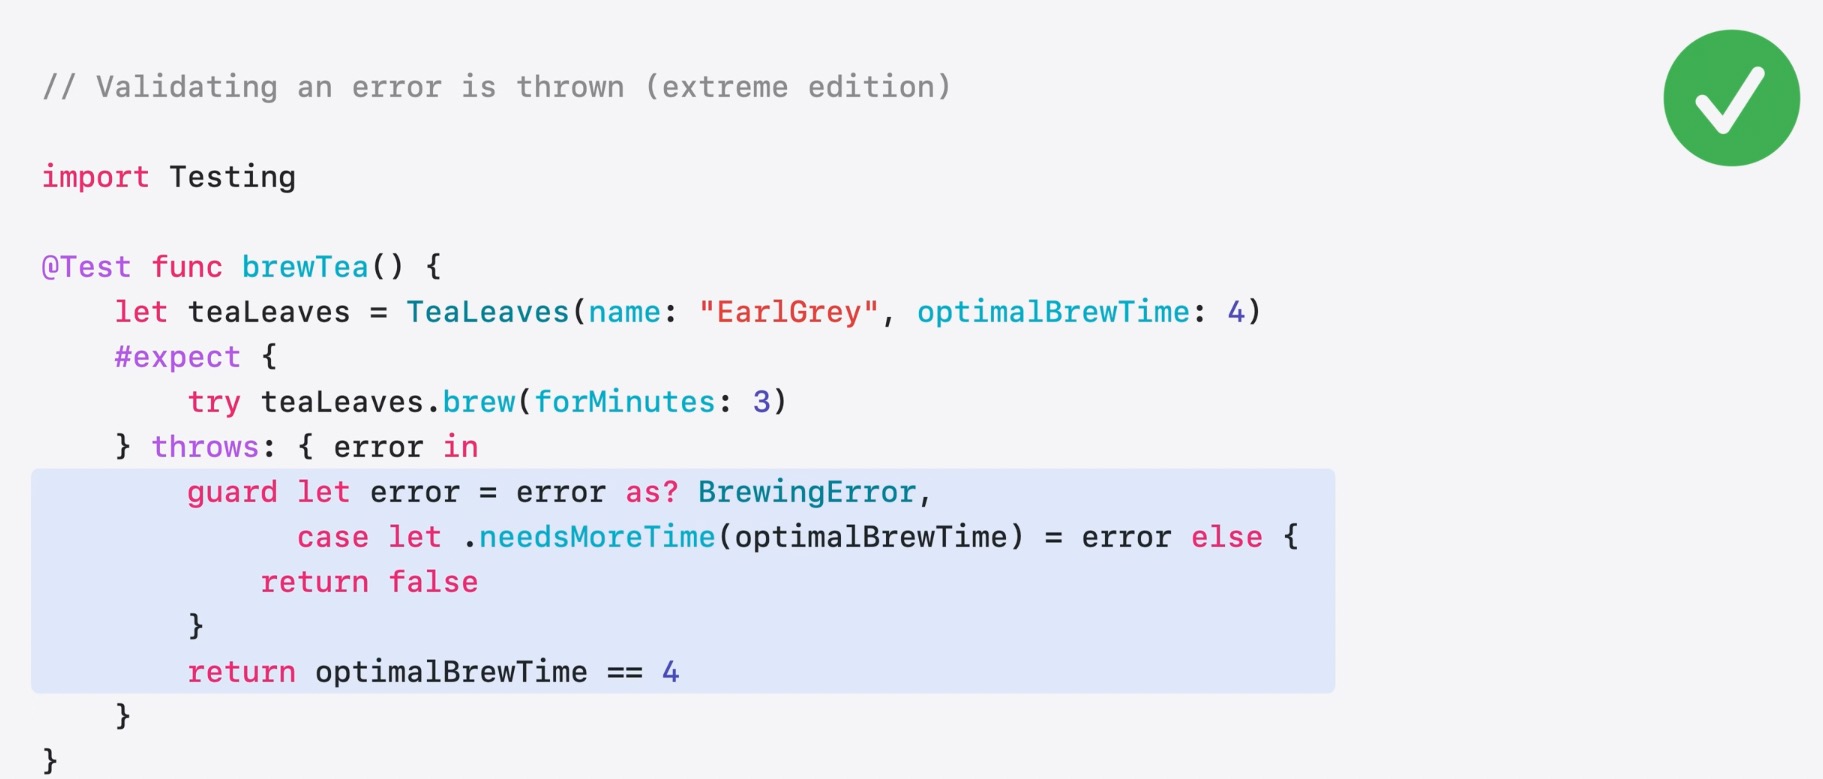 // Validating an error is thrown (extreme edition)
import Testing
@Test func brewTea() {
    let teaLeaves = TeaLeaves(name: "EarlGrey", optimalBrewTime: 4)
    #expect {
        try teaLeaves.brew(forMinutes: 3)
    } throws: { error in
        guard let error = error as? BrewingError,
              case let .needsMoreTime(optimalBrewTime) = error else {
            return false
        }
        return optimalBrewTime == 4
    }
}